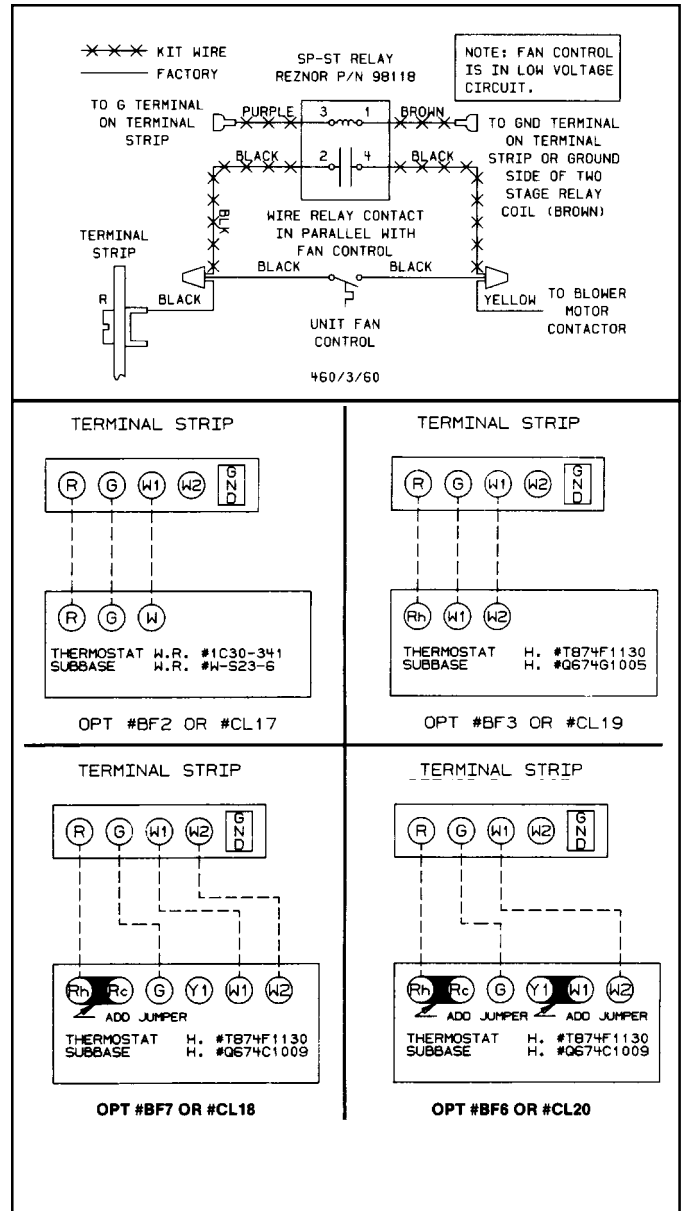 KIT WIRE
FACTORY
SP-ST RELAY
REZNOR P/N 98118
NOTE: FAN CONTROL
IS IN LOW VOLTAGE
CIRCUIT.
TO G TERMINAL
ON TERMINAL
STRIP
PURPLE
3
1
BROWN
TO GND TERMINAL
ON TERMINAL
STRIP OR GROUND
SIDE OF TWO
STAGE RELAY
COIL (BROWN)
BLACK
2
4
BLACK
BLK
WIRE RELAY CONTACT
IN PARALLEL WITH
FAN CONTROL
TERMINAL
STRIP
BLACK
BLACK
R
BLACK
YELLOW
TO BLOWER
MOTOR
CONTACTOR
UNIT FAN
CONTROL
460/3/60
TERMINAL STRIP
R G W1 W2 GND
R G W
THERMOSTAT W.R. #1C30-341
SUBBASE W.R. #W-S23-6
OPT #BF2 OR #CL17
TERMINAL STRIP
R G W1 W2 GND
Rh W1 W2
THERMOSTAT H. #T874F1130
SUBBASE H. #Q674G1005
OPT #BF3 OR #CL19
TERMINAL STRIP
R G W1 W2 GND
Rh Rc G Y1 W1 W2
ADD JUMPER
THERMOSTAT H. #T874F1130
SUBBASE H. #Q674C1009
OPT #BF7 OR #CL18
TERMINAL STRIP
R G W1 W2 GND
Rh Rc G Y1 W1 W2
ADD JUMPER ADD JUMPER
THERMOSTAT H. #T874F1130
SUBBASE H. #Q674C1009
OPT #BF6 OR #CL20